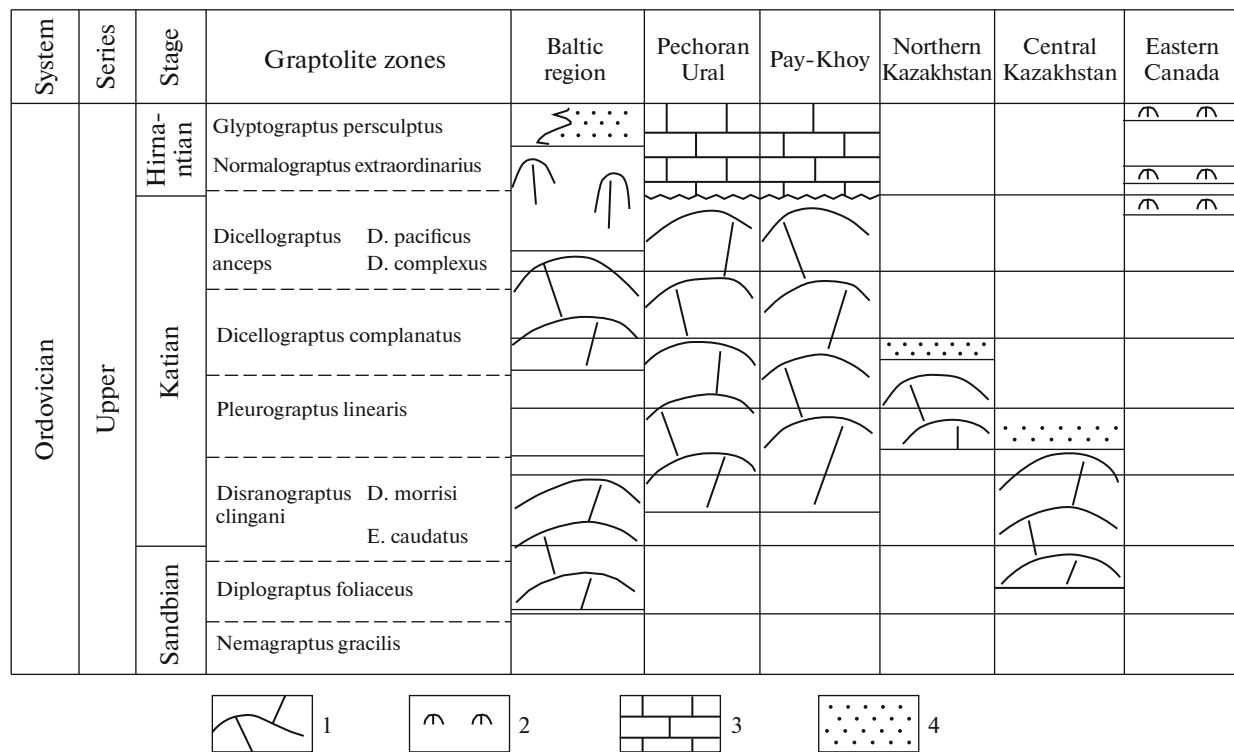 System
Series
Stage
Graptolite zones
Baltic
region
Pechoran
Ural
Pay-Khoy
Northern
Kazakhstan
Central
Kazakhstan
Eastern
Canada
Ordovician
Upper
Hirna-
ntian
Katian
Sandbian
Glyptograptus persculptus
Normalograptus extraordinarius
Dicellograptus D. pacificus
anceps D. complexus
Dicellograptus complanatus
Pleurograptus linearis
Disranograptus D. morrisi
clingani
E. caudatus
Diplograptus foliaceus
Nemagraptus gracilis
1
2
3
4